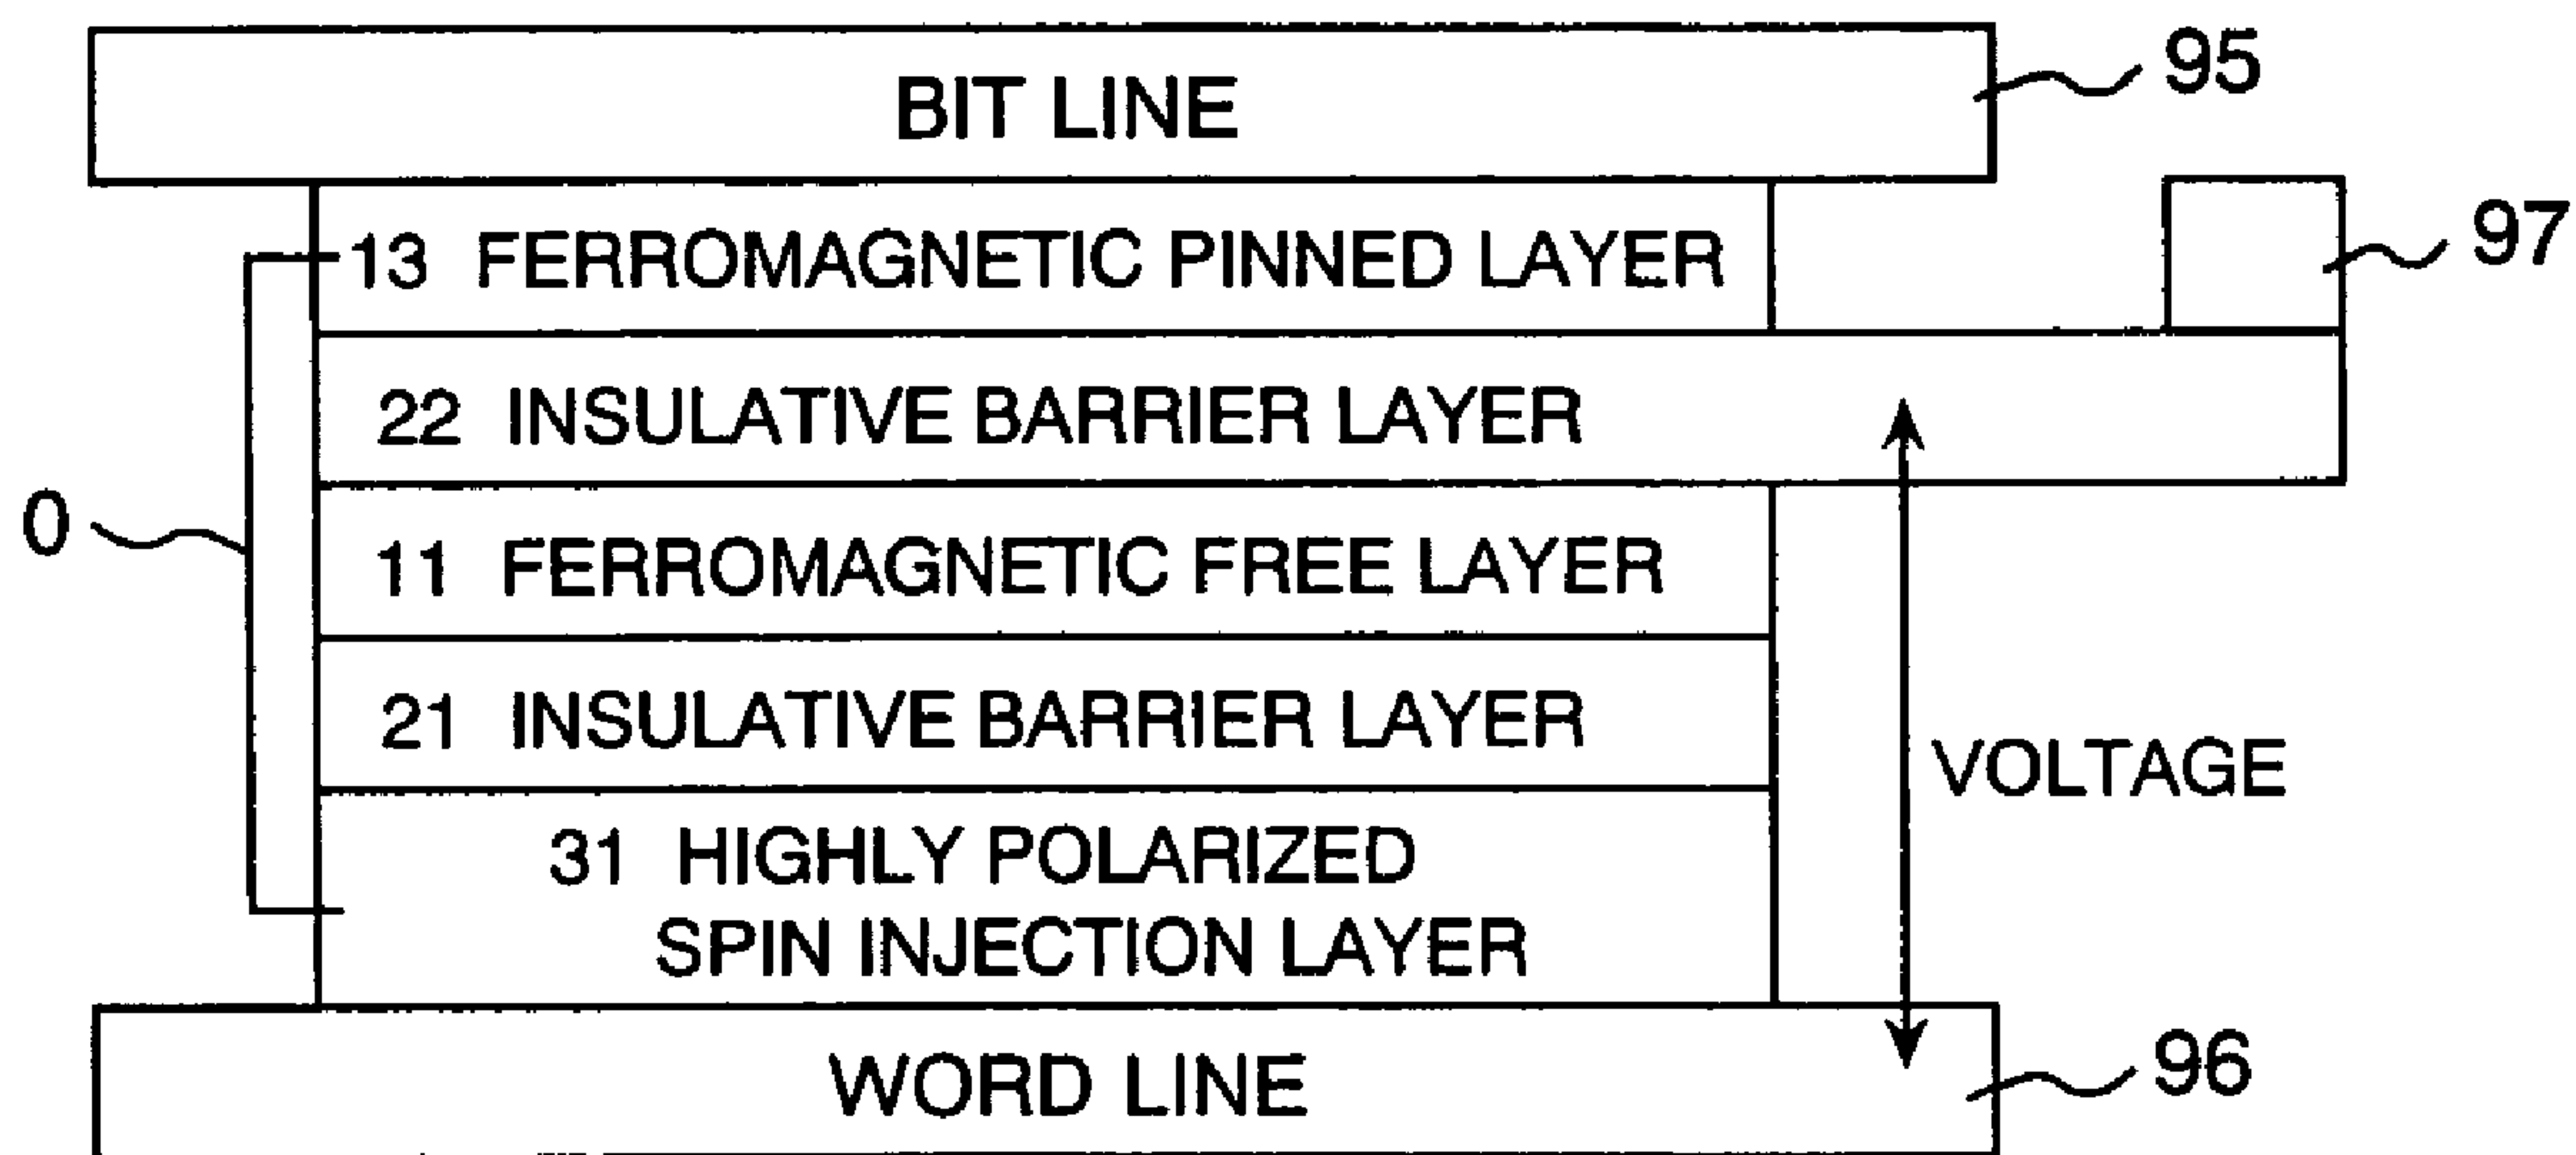 BIT LINE
95
13 FERROMAGNETIC PINNED LAYER
97
22 INSULATIVE BARRIER LAYER
0
11 FERROMAGNETIC FREE LAYER
21 INSULATIVE BARRIER LAYER
VOLTAGE
31 HIGHLY POLARIZED
SPIN INJECTION LAYER
WORD LINE
96